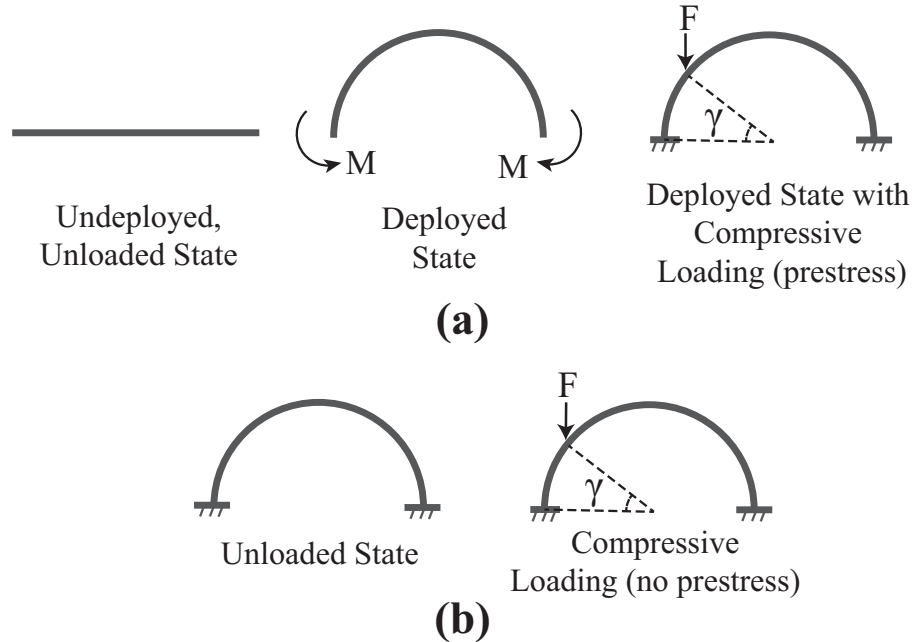 F
γ
M
M
Undeployed,
Unloaded State
Deployed
State
Deployed State with
Compressive
Loading (prestress)
(a)
F
γ
Unloaded State
Compressive
Loading (no prestress)
(b)